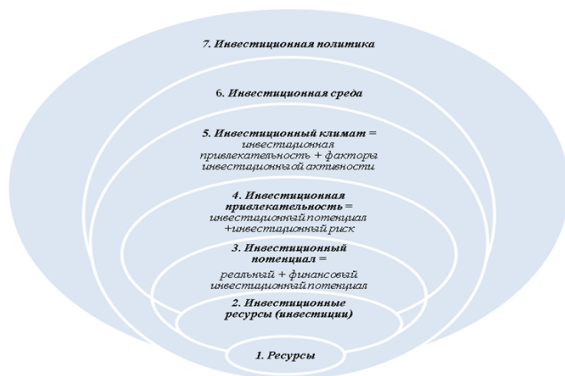 7. Инвестиционная политика
6. Инвестиционная среда
5. Инвестиционный климат =
инвестиционная
привлекательность + факторы
инвестиционной активности
4. Инвестиционная
привлекательность =
инвестиционный потенциал
+инвестиционный риск
3. Инвестиционный
потенциал =
реальный + финансовый
инвестиционный потенциал
2. Инвестиционные
ресурсы (инвестиции)
1. Ресурсы